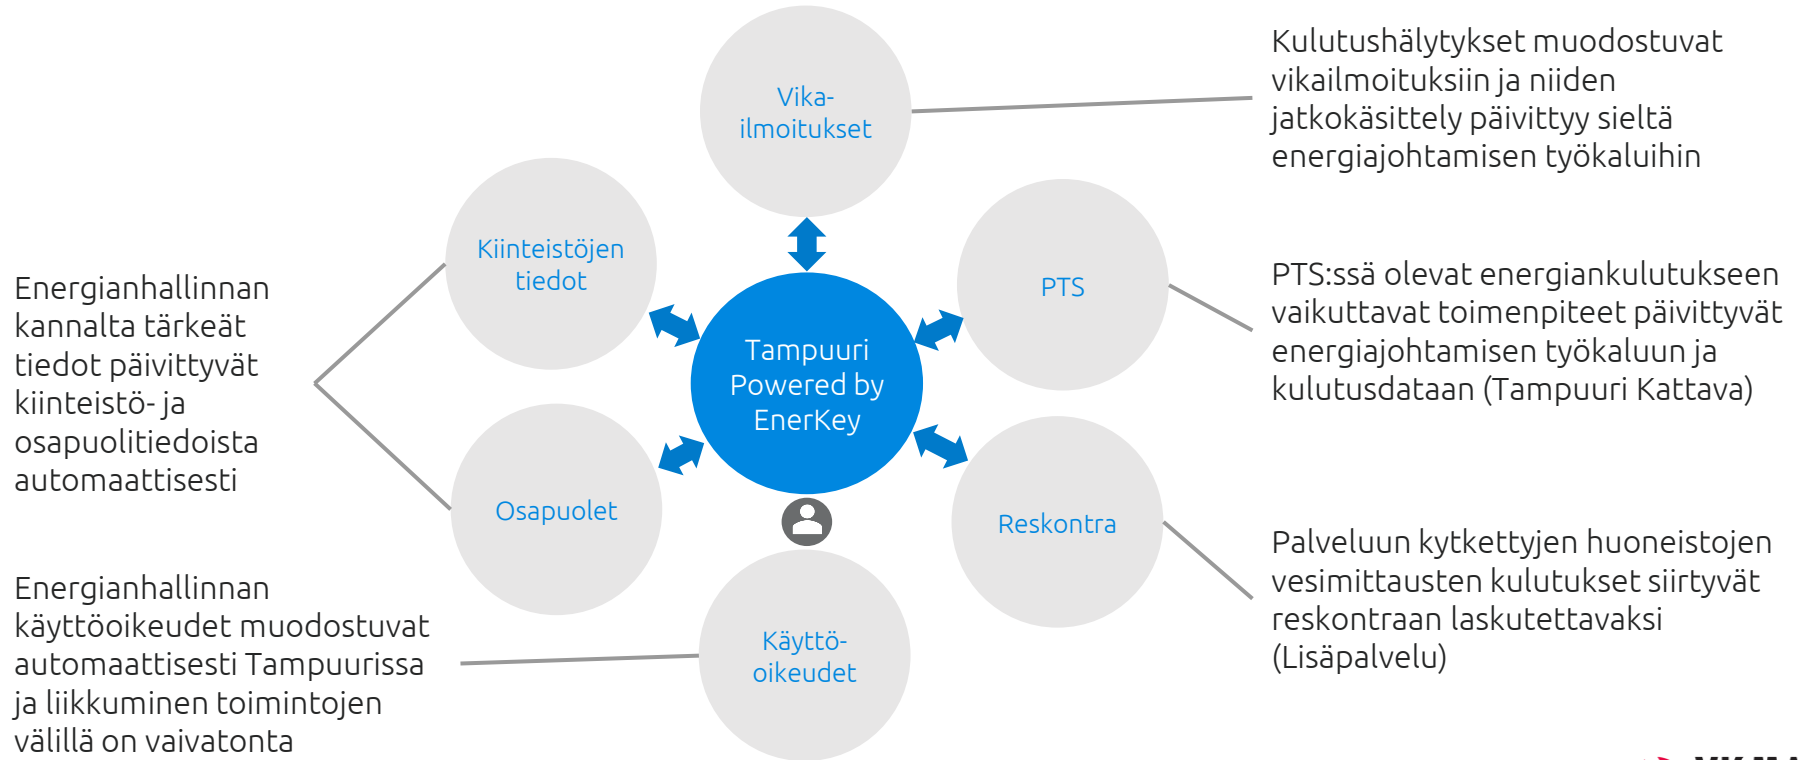 Vika-
ilmoitukset
Kulutushälytykset muodostuvat
vikailmoituksiin ja niiden
jatkokäsittely päivittyy sieltä
energiajohtamisen työkaluihin
Kiinteistöjen
tiedot
PTS
PTS:ssä olevat energiankulutukseen
vaikuttavat toimenpiteet päivittyvät
energiajohtamisen työkaluun ja
kulutusdataan (Tampuuri Kattava)
Energianhallinnan
kannalta tärkeät
tiedot päivittyvät
kiinteistö- ja
osapuolitiedoista
automaattisesti
Tampuuri
Powered by
EnerKey
Osapuolet
Reskontra
Palveluun kytkettyjen huoneistojen
vesimittausten kulutukset siirtyvät
reskontraan laskutettavaksi
(Lisäpalvelu)
Energianhallinnan
käyttöoikeudet muodostuvat
automaattisesti Tampuurissa
ja liikkuminen toimintojen
välillä on vaivatonta
Käyttö-
oikeudet